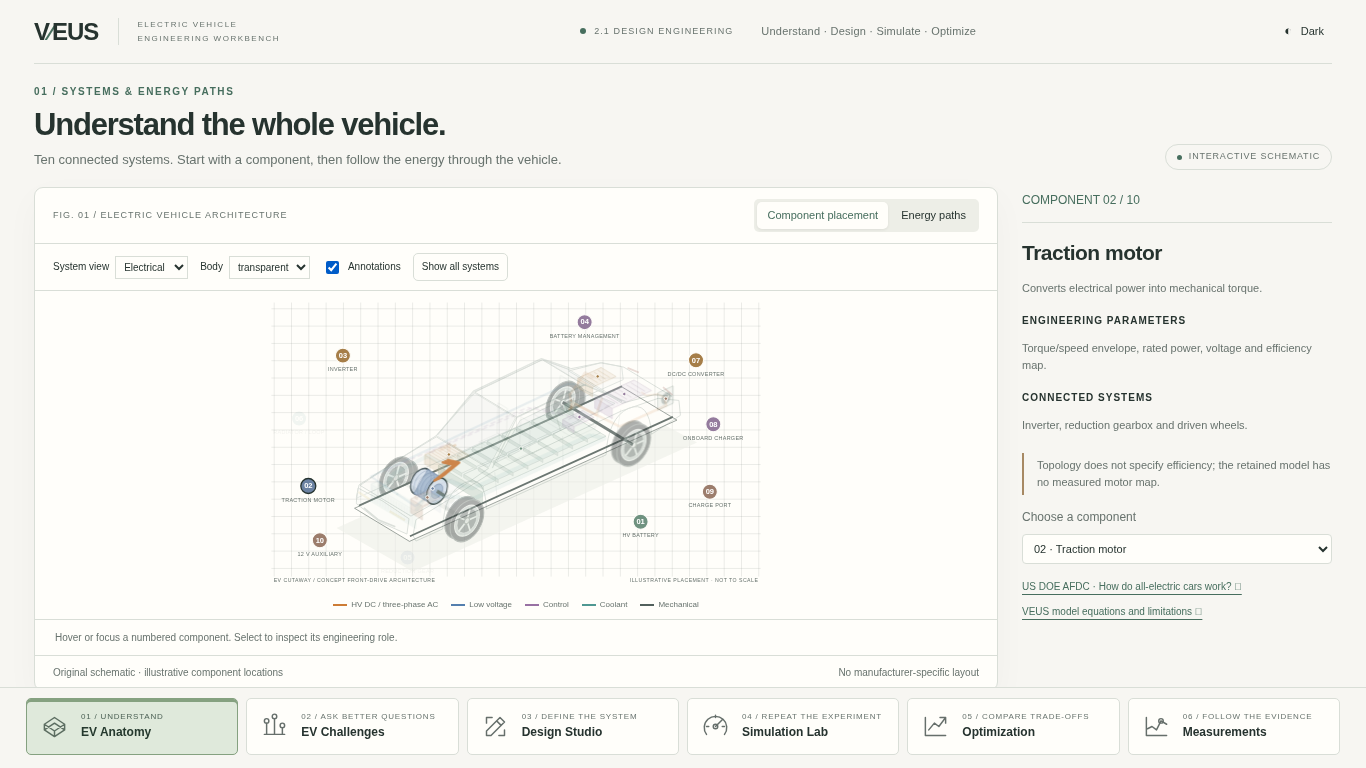 VEUS
ELECTRIC VEHICLE
ENGINEERING WORKBENCH
2.1 DESIGN ENGINEERING
Understand · Design · Simulate · Optimize
Dark
01 / SYSTEMS & ENERGY PATHS
Understand the whole vehicle.
Ten connected systems. Start with a component, then follow the energy through the vehicle.
INTERACTIVE SCHEMATIC
FIG. 01 / ELECTRIC VEHICLE ARCHITECTURE
Component placement
Energy paths
System view
Electrical
Body
transparent
Annotations
Show all systems
04
BATTERY MANAGEMENT
03
INVERTER
07
DC/DC CONVERTER
08
ONBOARD CHARGER
02
TRACTION MOTOR
09
CHARGE PORT
01
HV BATTERY
10
12 V AUXILIARY
EV CUTAWAY / CONCEPT FRONT-DRIVE ARCHITECTURE
ILLUSTRATIVE PLACEMENT · NOT TO SCALE
HV DC / three-phase AC
Low voltage
Control
Coolant
Mechanical
Hover or focus a numbered component. Select to inspect its engineering role.
Original schematic · illustrative component locations
No manufacturer-specific layout
COMPONENT 02 / 10
Traction motor
Converts electrical power into mechanical torque.
ENGINEERING PARAMETERS
Torque/speed envelope, rated power, voltage and efficiency
map.
CONNECTED SYSTEMS
Inverter, reduction gearbox and driven wheels.
Topology does not specify efficiency; the retained model has
no measured motor map.
Choose a component
02 · Traction motor
US DOE AFDC · How do all-electric cars work?
VEUS model equations and limitations
01 / UNDERSTAND
EV Anatomy
02 / ASK BETTER QUESTIONS
EV Challenges
03 / DEFINE THE SYSTEM
Design Studio
04 / REPEAT THE EXPERIMENT
Simulation Lab
05 / COMPARE TRADE-OFFS
Optimization
06 / FOLLOW THE EVIDENCE
Measurements